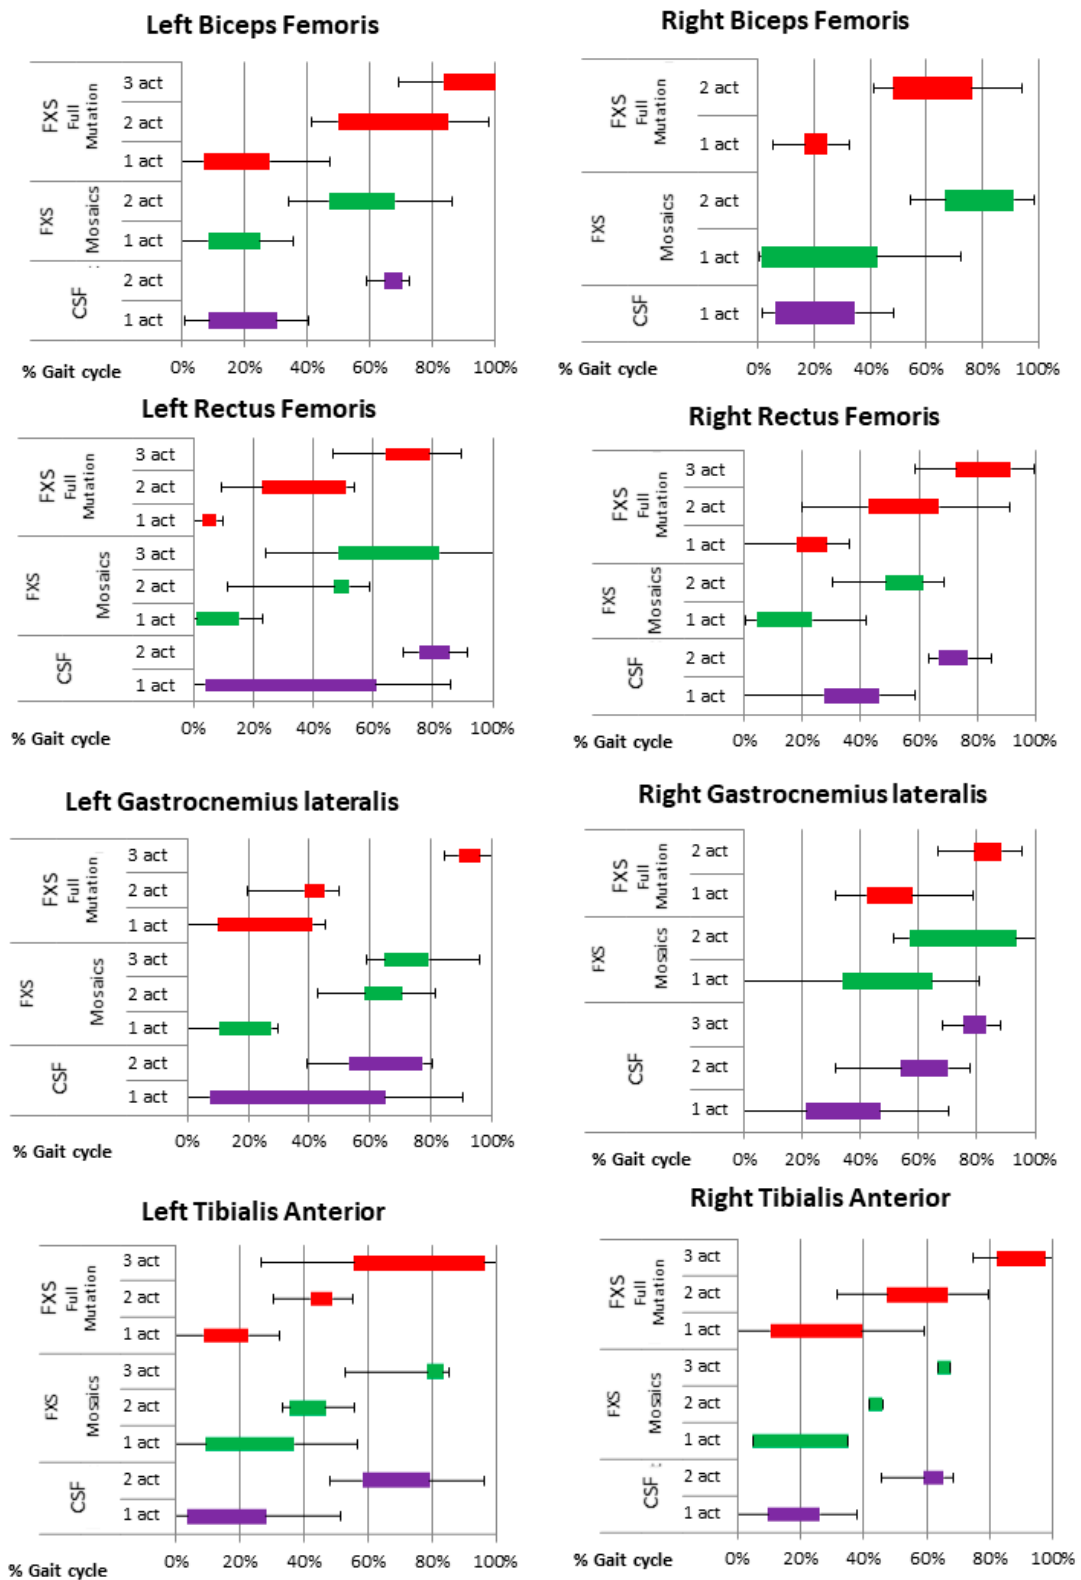 Left Biceps Femoris
FXS
Full
Mutation
3 act
2 act
1 act
FXS
Mosaics
2 act
1 act
CSF
2 act
1 act
0% 20% 40% 60% 80% 100%
% Gait cycle
Right Biceps Femoris
FXS
Full
Mutation
2 act
1 act
FXS
Mosaics
2 act
1 act
CSF
1 act
0% 20% 40% 60% 80% 100%
% Gait cycle
Left Rectus Femoris
FXS
Full
Mutation
3 act
2 act
1 act
FXS
Mosaics
3 act
2 act
1 act
CSF
2 act
1 act
0% 20% 40% 60% 80% 100%
% Gait cycle
Right Rectus Femoris
FXS
Full
Mutation
3 act
2 act
1 act
FXS
Mosaics
2 act
1 act
CSF
2 act
1 act
0% 20% 40% 60% 80% 100%
% Gait cycle
Left Gastrocnemius lateralis
FXS
Full
Mutation
3 act
2 act
1 act
FXS
Mosaics
3 act
2 act
1 act
CSF
2 act
1 act
0% 20% 40% 60% 80% 100%
% Gait cycle
Right Gastrocnemius lateralis
FXS
Full
Mutation
2 act
1 act
FXS
Mosaics
2 act
1 act
CSF
3 act
2 act
1 act
0% 20% 40% 60% 80% 100%
% Gait cycle
Left Tibialis Anterior
FXS
Full
Mutation
3 act
2 act
1 act
FXS
Mosaics
3 act
2 act
1 act
CSF
2 act
1 act
0% 20% 40% 60% 80% 100%
% Gait cycle
Right Tibialis Anterior
FXS
Full
Mutation
3 act
2 act
1 act
FXS
Mosaics
3 act
2 act
1 act
CSF
2 act
1 act
0% 20% 40% 60% 80% 100%
% Gait cycle